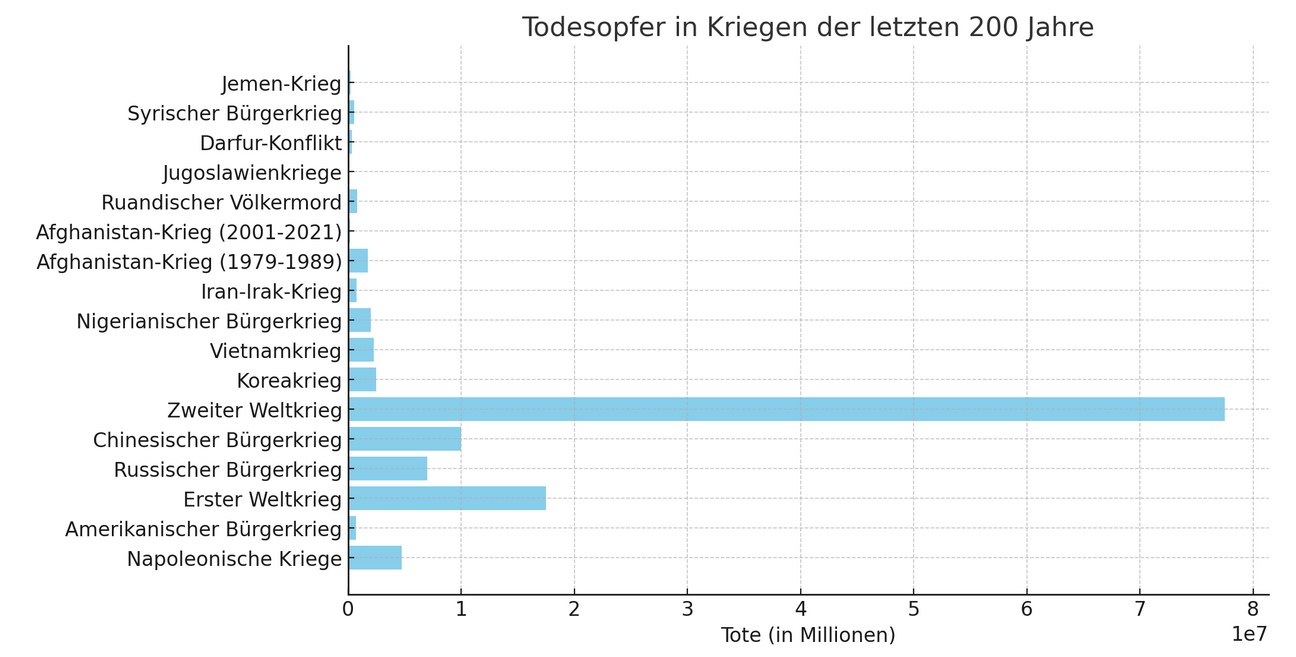 Todesopfer in Kriegen der letzten 200 Jahre
Jemen-Krieg
Syrischer Bürgerkrieg
Darfur-Konflikt
Jugoslawienkriege
Ruandischer Völkermord
Afghanistan-Krieg (2001-2021)
Afghanistan-Krieg (1979-1989)
Iran-Irak-Krieg
Nigerianischer Bürgerkrieg
Vietnamkrieg
Koreakrieg
Zweiter Weltkrieg
Chinesischer Bürgerkrieg
Russischer Bürgerkrieg
Erster Weltkrieg
Amerikanischer Bürgerkrieg
Napoleonische Kriege
0 1 2 3 4 5 6 7 8
Tote (in Millionen) 1e7